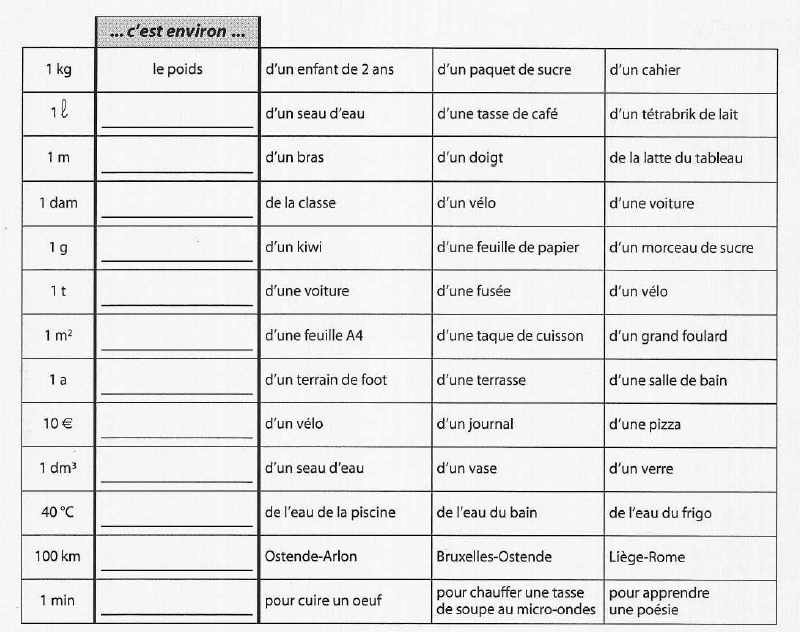 ... c'est environ ...
1 kg le poids d'un enfant de 2 ans d'un paquet de sucre d'un cahier
1 ℓ d'un seau d'eau d'une tasse de café d'un tétrabrik de lait
1 m d'un bras d'un doigt de la latte du tableau
1 dam de la classe d'un vélo d'une voiture
1 g d'un kiwi d'une feuille de papier d'un morceau de sucre
1 t d'une voiture d'une fusée d'un vélo
1 m² d'une feuille A4 d'une taque de cuisson d'un grand foulard
1 a d'un terrain de foot d'une terrasse d'une salle de bain
10 € d'un vélo d'un journal d'une pizza
1 dm³ d'un seau d'eau d'un vase d'un verre
40 °C de l'eau de la piscine de l'eau du bain de l'eau du frigo
100 km Ostende-Arlon Bruxelles-Ostende Liège-Rome
1 min pour cuire un oeuf pour chauffer une tasse
de soupe au micro-ondes pour apprendre
une poésie